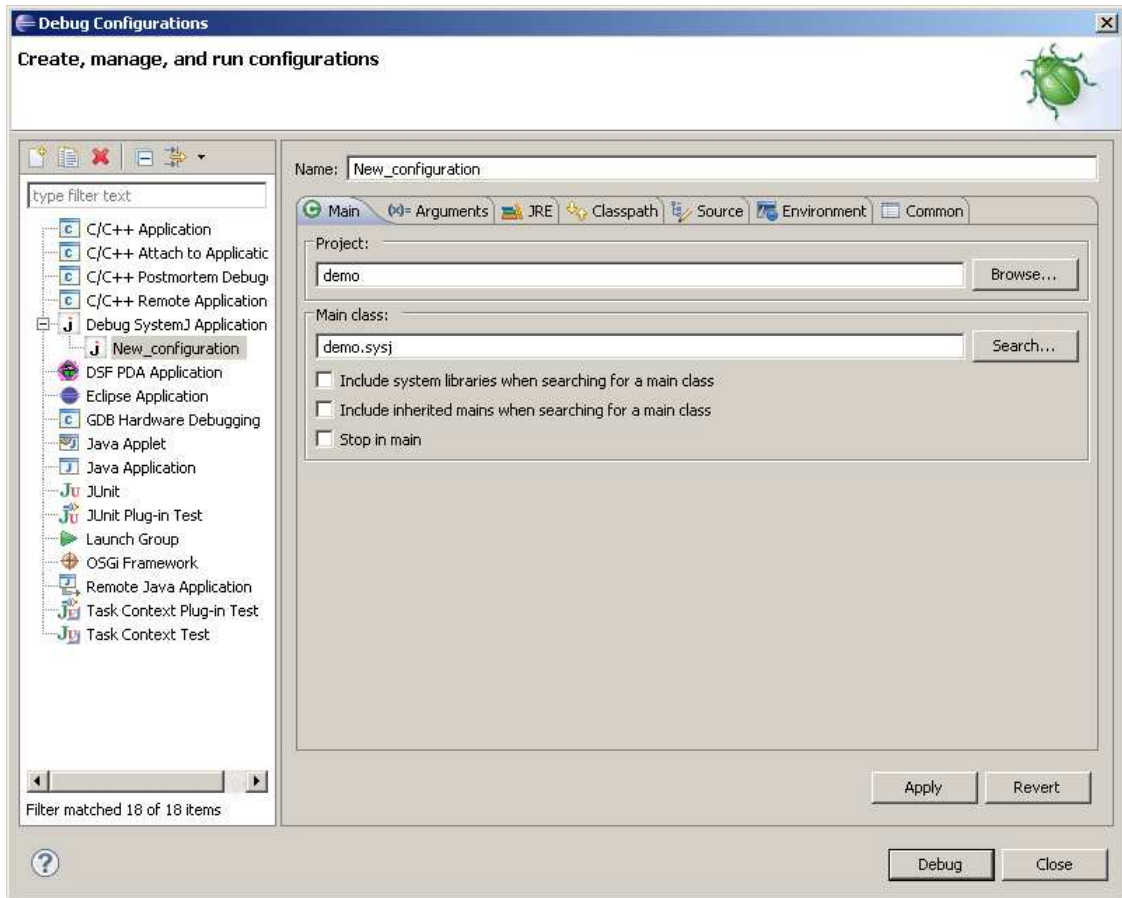 Debug Configurations
Create, manage, and run configurations
type filter text
C/C++ Application
C/C++ Attach to Applicatic
C/C++ Postmortem Debug
C/C++ Remote Application
Debug SystemJ Application
New_configuration
DSF PDA Application
Eclipse Application
GDB Hardware Debugging
Java Applet
Java Application
JUnit
JUnit Plug-in Test
Launch Group
OSGi Framework
Remote Java Application
Task Context Plug-in Test
Task Context Test
Filter matched 18 of 18 items
Name: New_configuration
Main (x)= Arguments JRE Classpath Source Environment Common
Project:
demo Browse...
Main class:
demo.sysj Search...
Include system libraries when searching for a main class
Include inherited mains when searching for a main class
Stop in main
Apply Revert
Debug Close